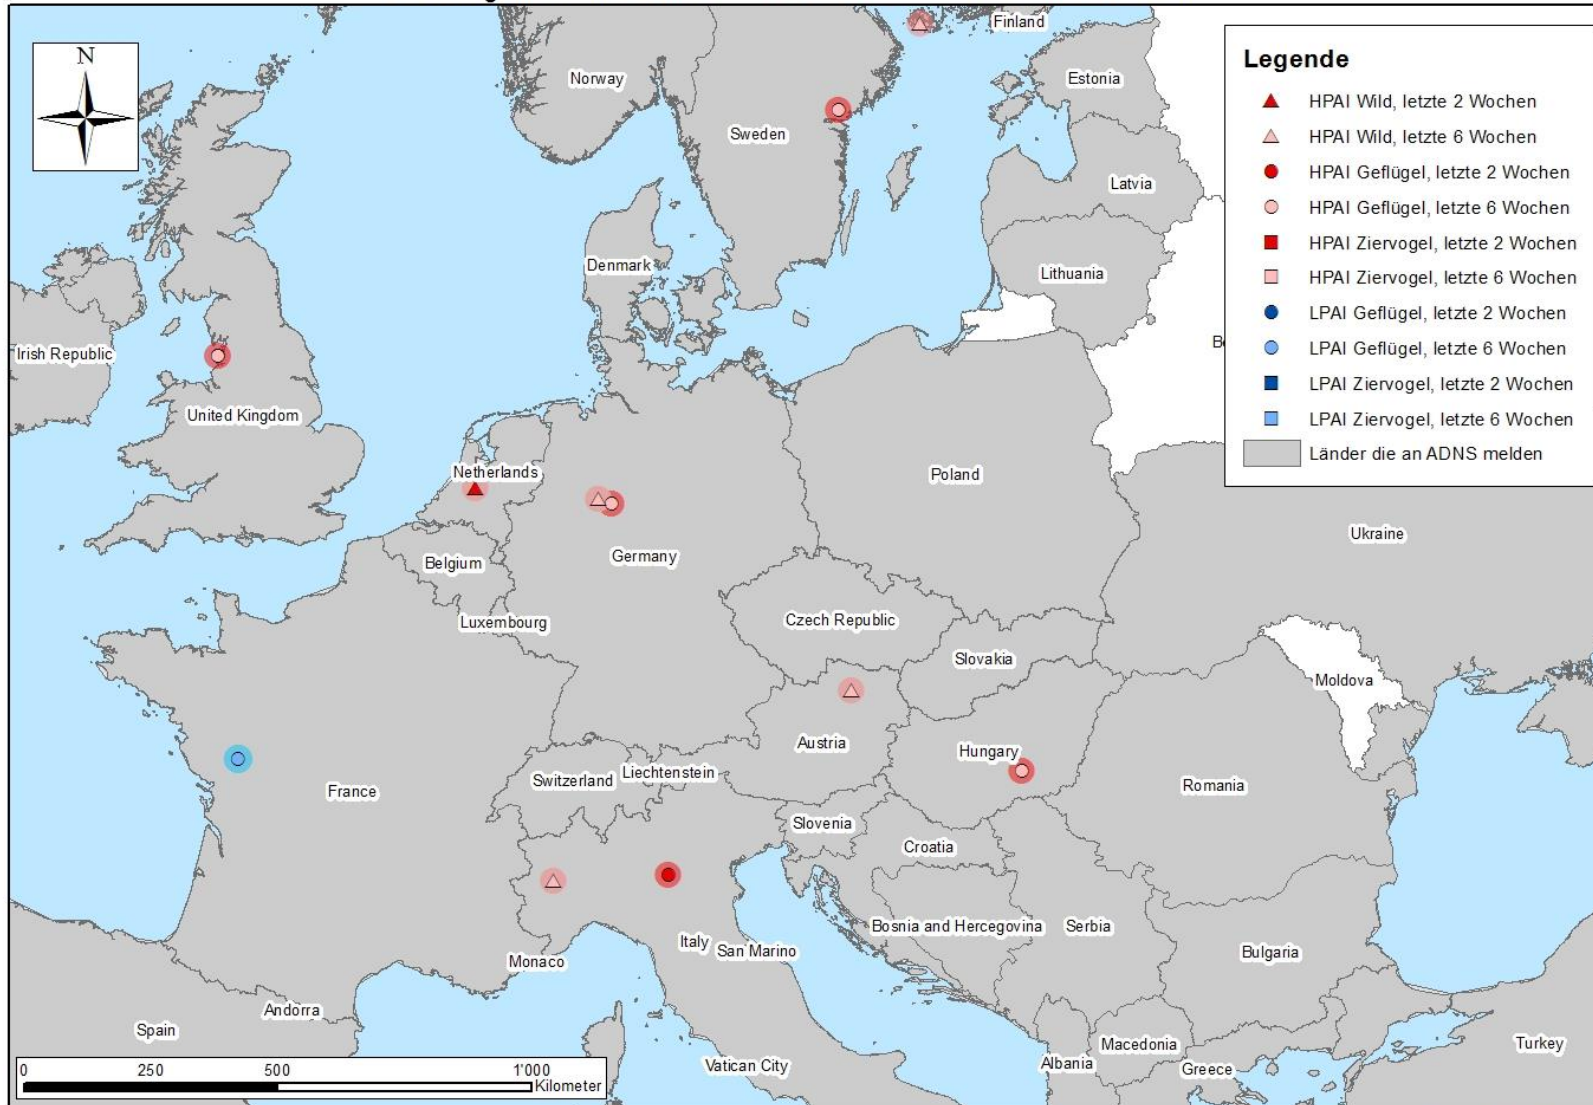 N
Norway
Finland
Estonia
Sweden
Latvia
Lithuania
Denmark
Irish Republic
United Kingdom
Netherlands
Poland
Belgium
Germany
Ukraine
Luxembourg
Czech Republic
Slovakia
Moldova
Austria
Hungary
Switzerland
Liechtenstein
France
Romania
Slovenia
Croatia
Bosnia and Hercegovina
Serbia
Italy
San Marino
Monaco
Bulgaria
Andorra
Spain
Vatican City
Macedonia
Albania
Greece
Turkey
Legende
HPAI Wild, letzte 2 Wochen
HPAI Wild, letzte 6 Wochen
HPAI Geflügel, letzte 2 Wochen
HPAI Geflügel, letzte 6 Wochen
HPAI Ziervogel, letzte 2 Wochen
HPAI Ziervogel, letzte 6 Wochen
LPAI Geflügel, letzte 2 Wochen
LPAI Geflügel, letzte 6 Wochen
LPAI Ziervogel, letzte 2 Wochen
LPAI Ziervogel, letzte 6 Wochen
Länder die an ADNS melden
0 250 500 1'000
Kilometer